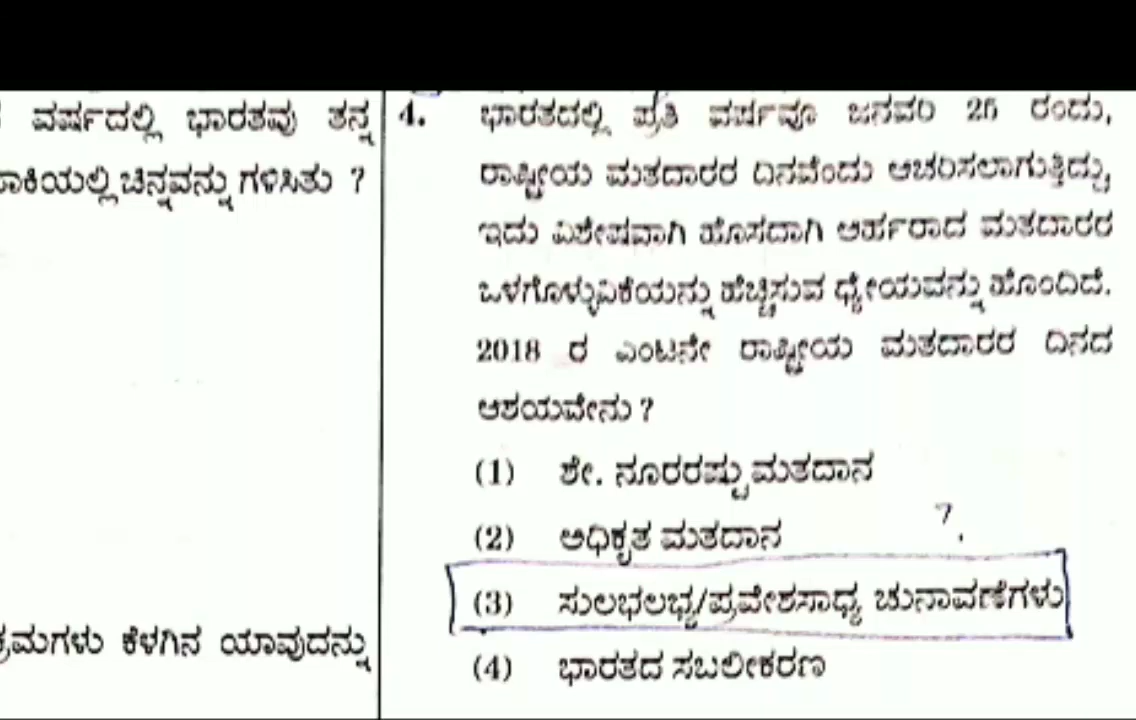 ವರ್ಷದಲ್ಲಿ ಭಾರತವು ತನ್ನ
ಚಿನ್ನವನ್ನು ಗಳಿಸಿತು ?
ಕೆಳಗಿನ ಯಾವುದನ್ನು
4. ಭಾರತದಲ್ಲಿ ಪ್ರತಿ ವರ್ಷವೂ ಜನವರಿ 25 ರಂದು,
ರಾಷ್ಟ್ರೀಯ ಮತದಾರರ ದಿನವೆಂದು ಆಚರಿಸಲಾಗುತ್ತಿದ್ದು,
ಇದು ವಿಶೇಷವಾಗಿ ಹೊಸದಾಗಿ ಅರ್ಹರಾದ ಮತದಾರರ
ಒಳಗೊಳ್ಳುವಿಕೆಯನ್ನು ಹೆಚ್ಚಿಸುವ ಧ್ಯೇಯವನ್ನು ಹೊಂದಿದೆ.
2018 ರ ಎಂಟನೇ ರಾಷ್ಟ್ರೀಯ ಮತದಾರರ ದಿನದ
ಆಶಯವೇನು ?
(1) ಶೇ. ನೂರರಷ್ಟು ಮತದಾನ
(2) ಅಧಿಕೃತ ಮತದಾನ
(3) ಸುಲಭಲಭ್ಯ/ಪ್ರವೇಶಸಾಧ್ಯ ಚುನಾವಣೆಗಳು
(4) ಭಾರತದ ಸಬಲೀಕರಣ